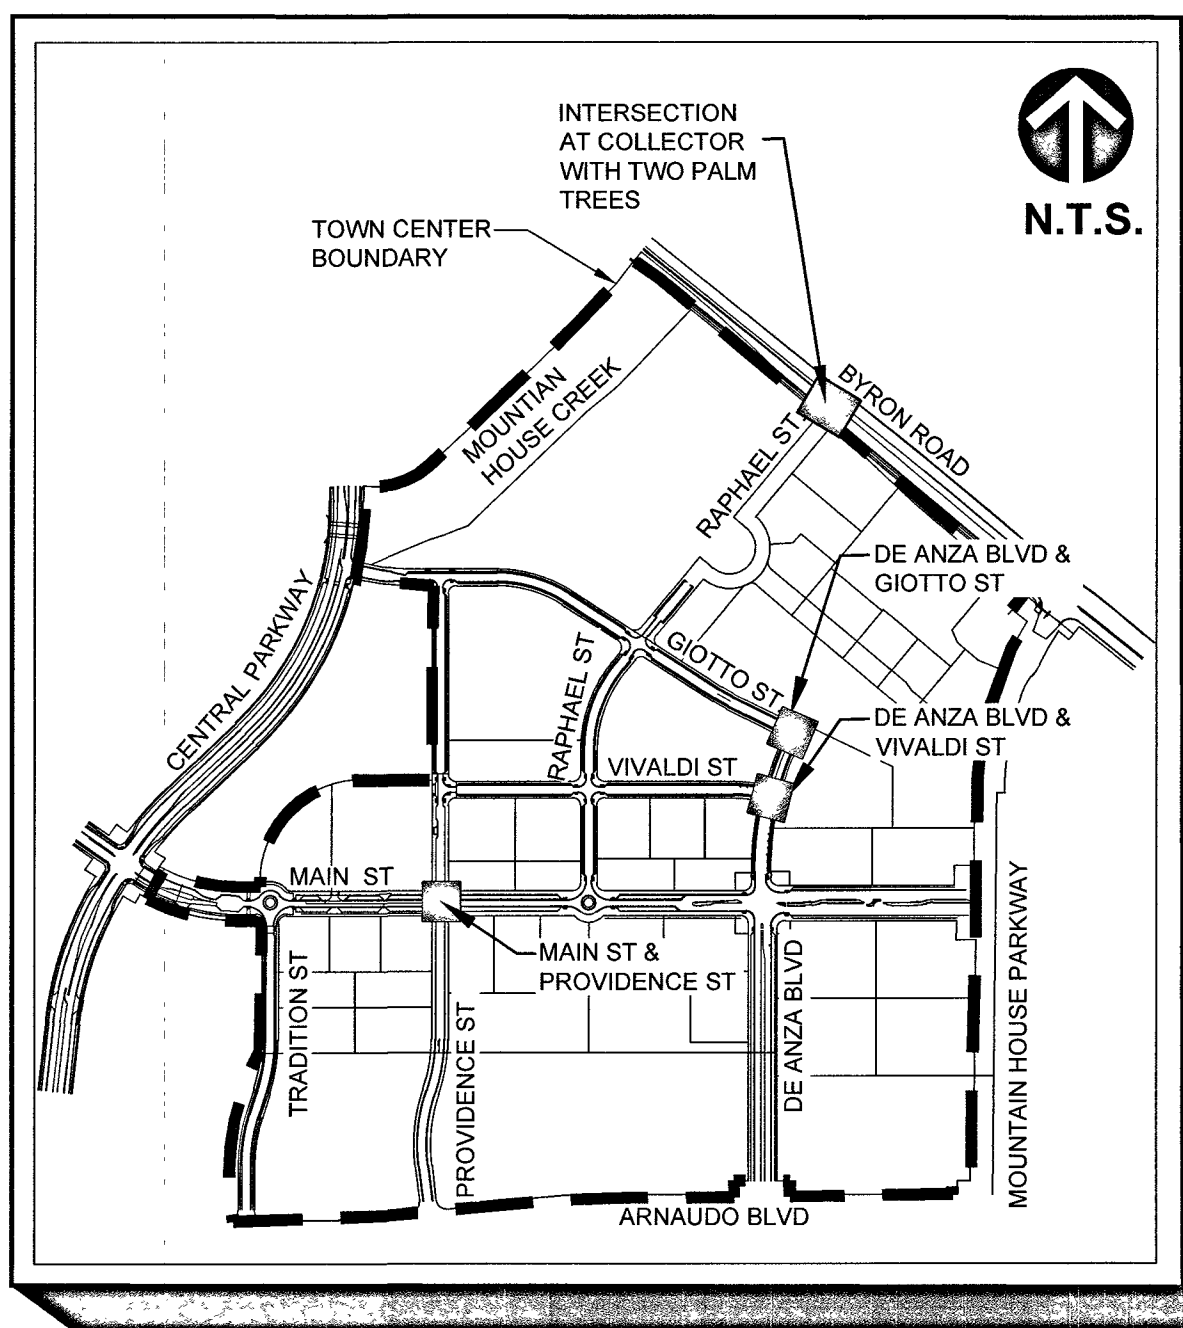 INTERSECTION
AT COLLECTOR
WITH TWO PALM
TREES
N.T.S.
TOWN CENTER
BOUNDARY
MOUNTIAN
HOUSE CREEK
BYRON ROAD
RAPHAEL ST
DE ANZA BLVD &
GIOTTO ST
CENTRAL PARKWAY
RAPHAEL ST
GIOTTO ST
DE ANZA BLVD &
VIVALDI ST
VIVALDI ST
MAIN ST
MAIN ST &
PROVIDENCE ST
TRADITION ST
PROVIDENCE ST
DE ANZA BLVD
MOUNTAIN HOUSE PARKWAY
ARNAUDO BLVD